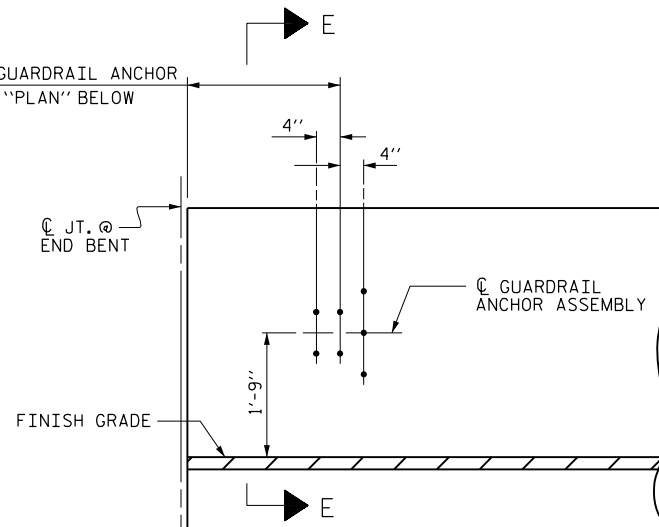 E
GUARDRAIL ANCHOR
"PLAN" BELOW
4"
4"
℄ JT. @
END BENT
℄ GUARDRAIL
ANCHOR ASSEMBLY
1'-9"
FINISH GRADE
E